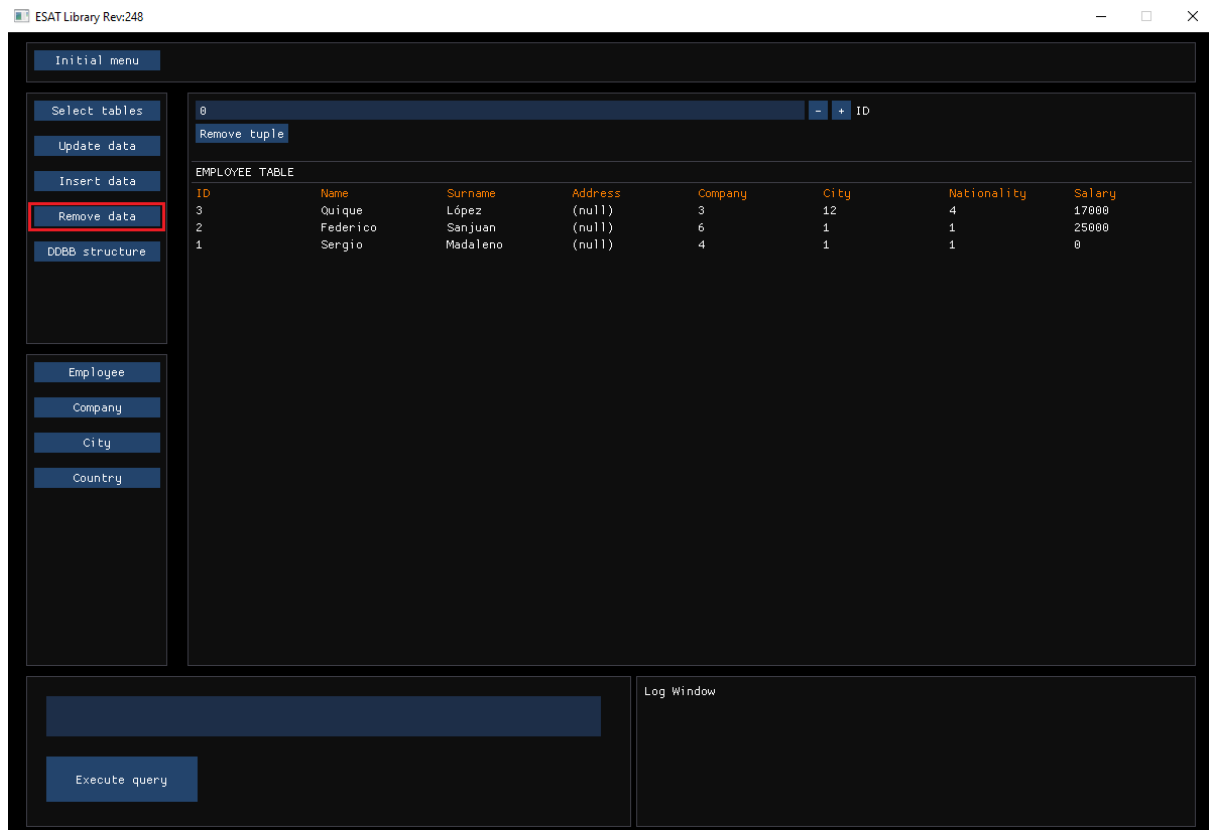 ESAT Library Rev:248
Initial menu
Select tables
Update data
Insert data
Remove data
DDBB structure
Employee
Company
City
Country
0 - + ID
Remove tuple
EMPLOYEE TABLE
ID Name Surname Address Company City Nationality Salary
3 Quique López (null) 3 12 4 17000
2 Federico Sanjuan (null) 6 1 1 25000
1 Sergio Madaleno (null) 4 1 1 0
Execute query
Log Window